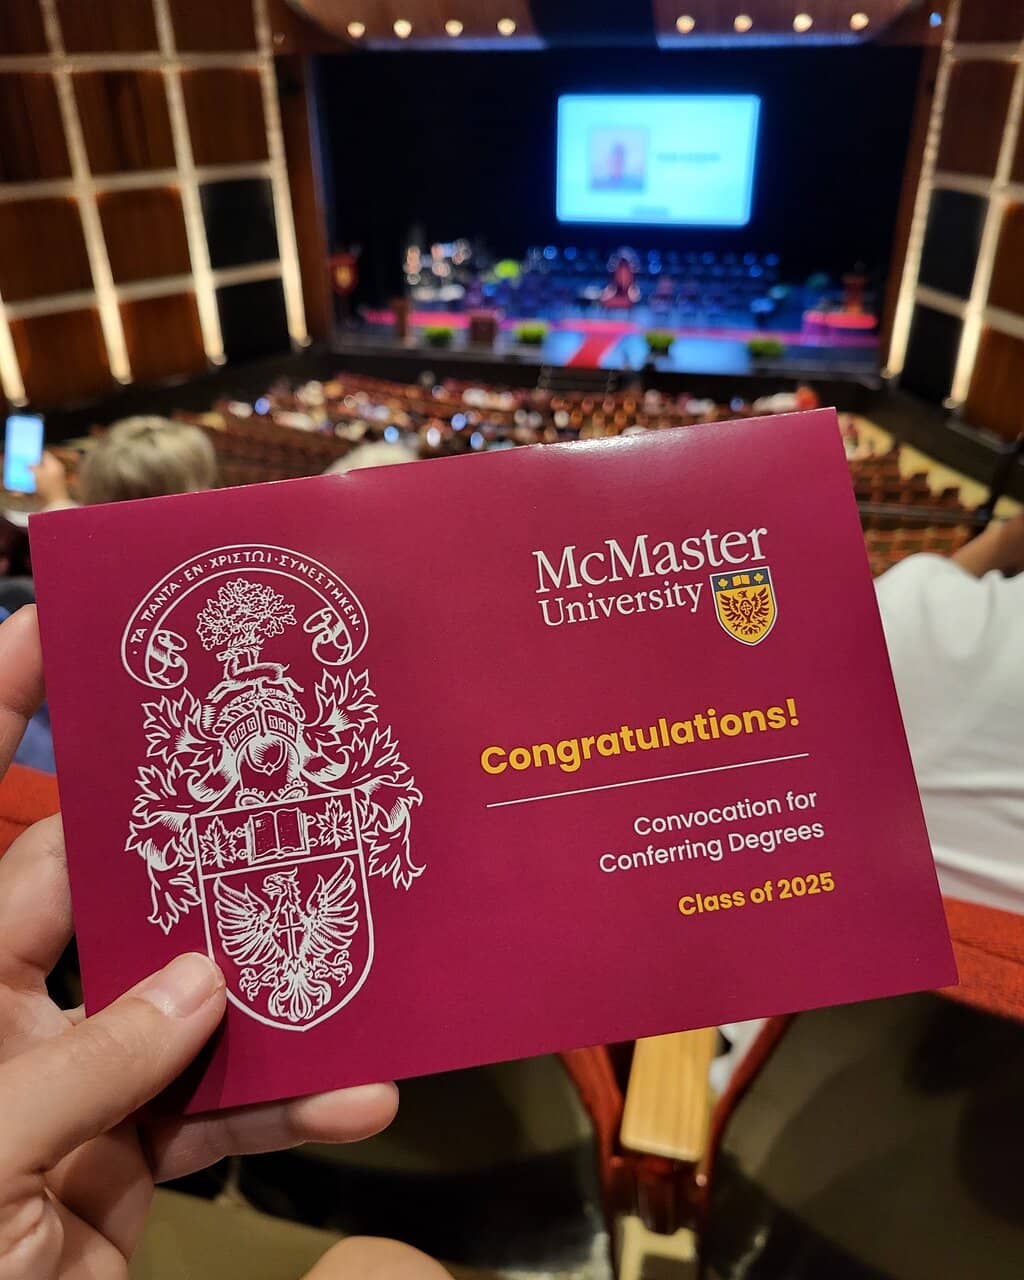 · ΤΑ ΠΑΝΤΑ · ΕΝ · ΧΡΙΣΤΩΙ · ΣΥΝΕΣΤΗΚΕΝ ·
McMaster
University
Congratulations!
Convocation for
Conferring Degrees
Class of 2025